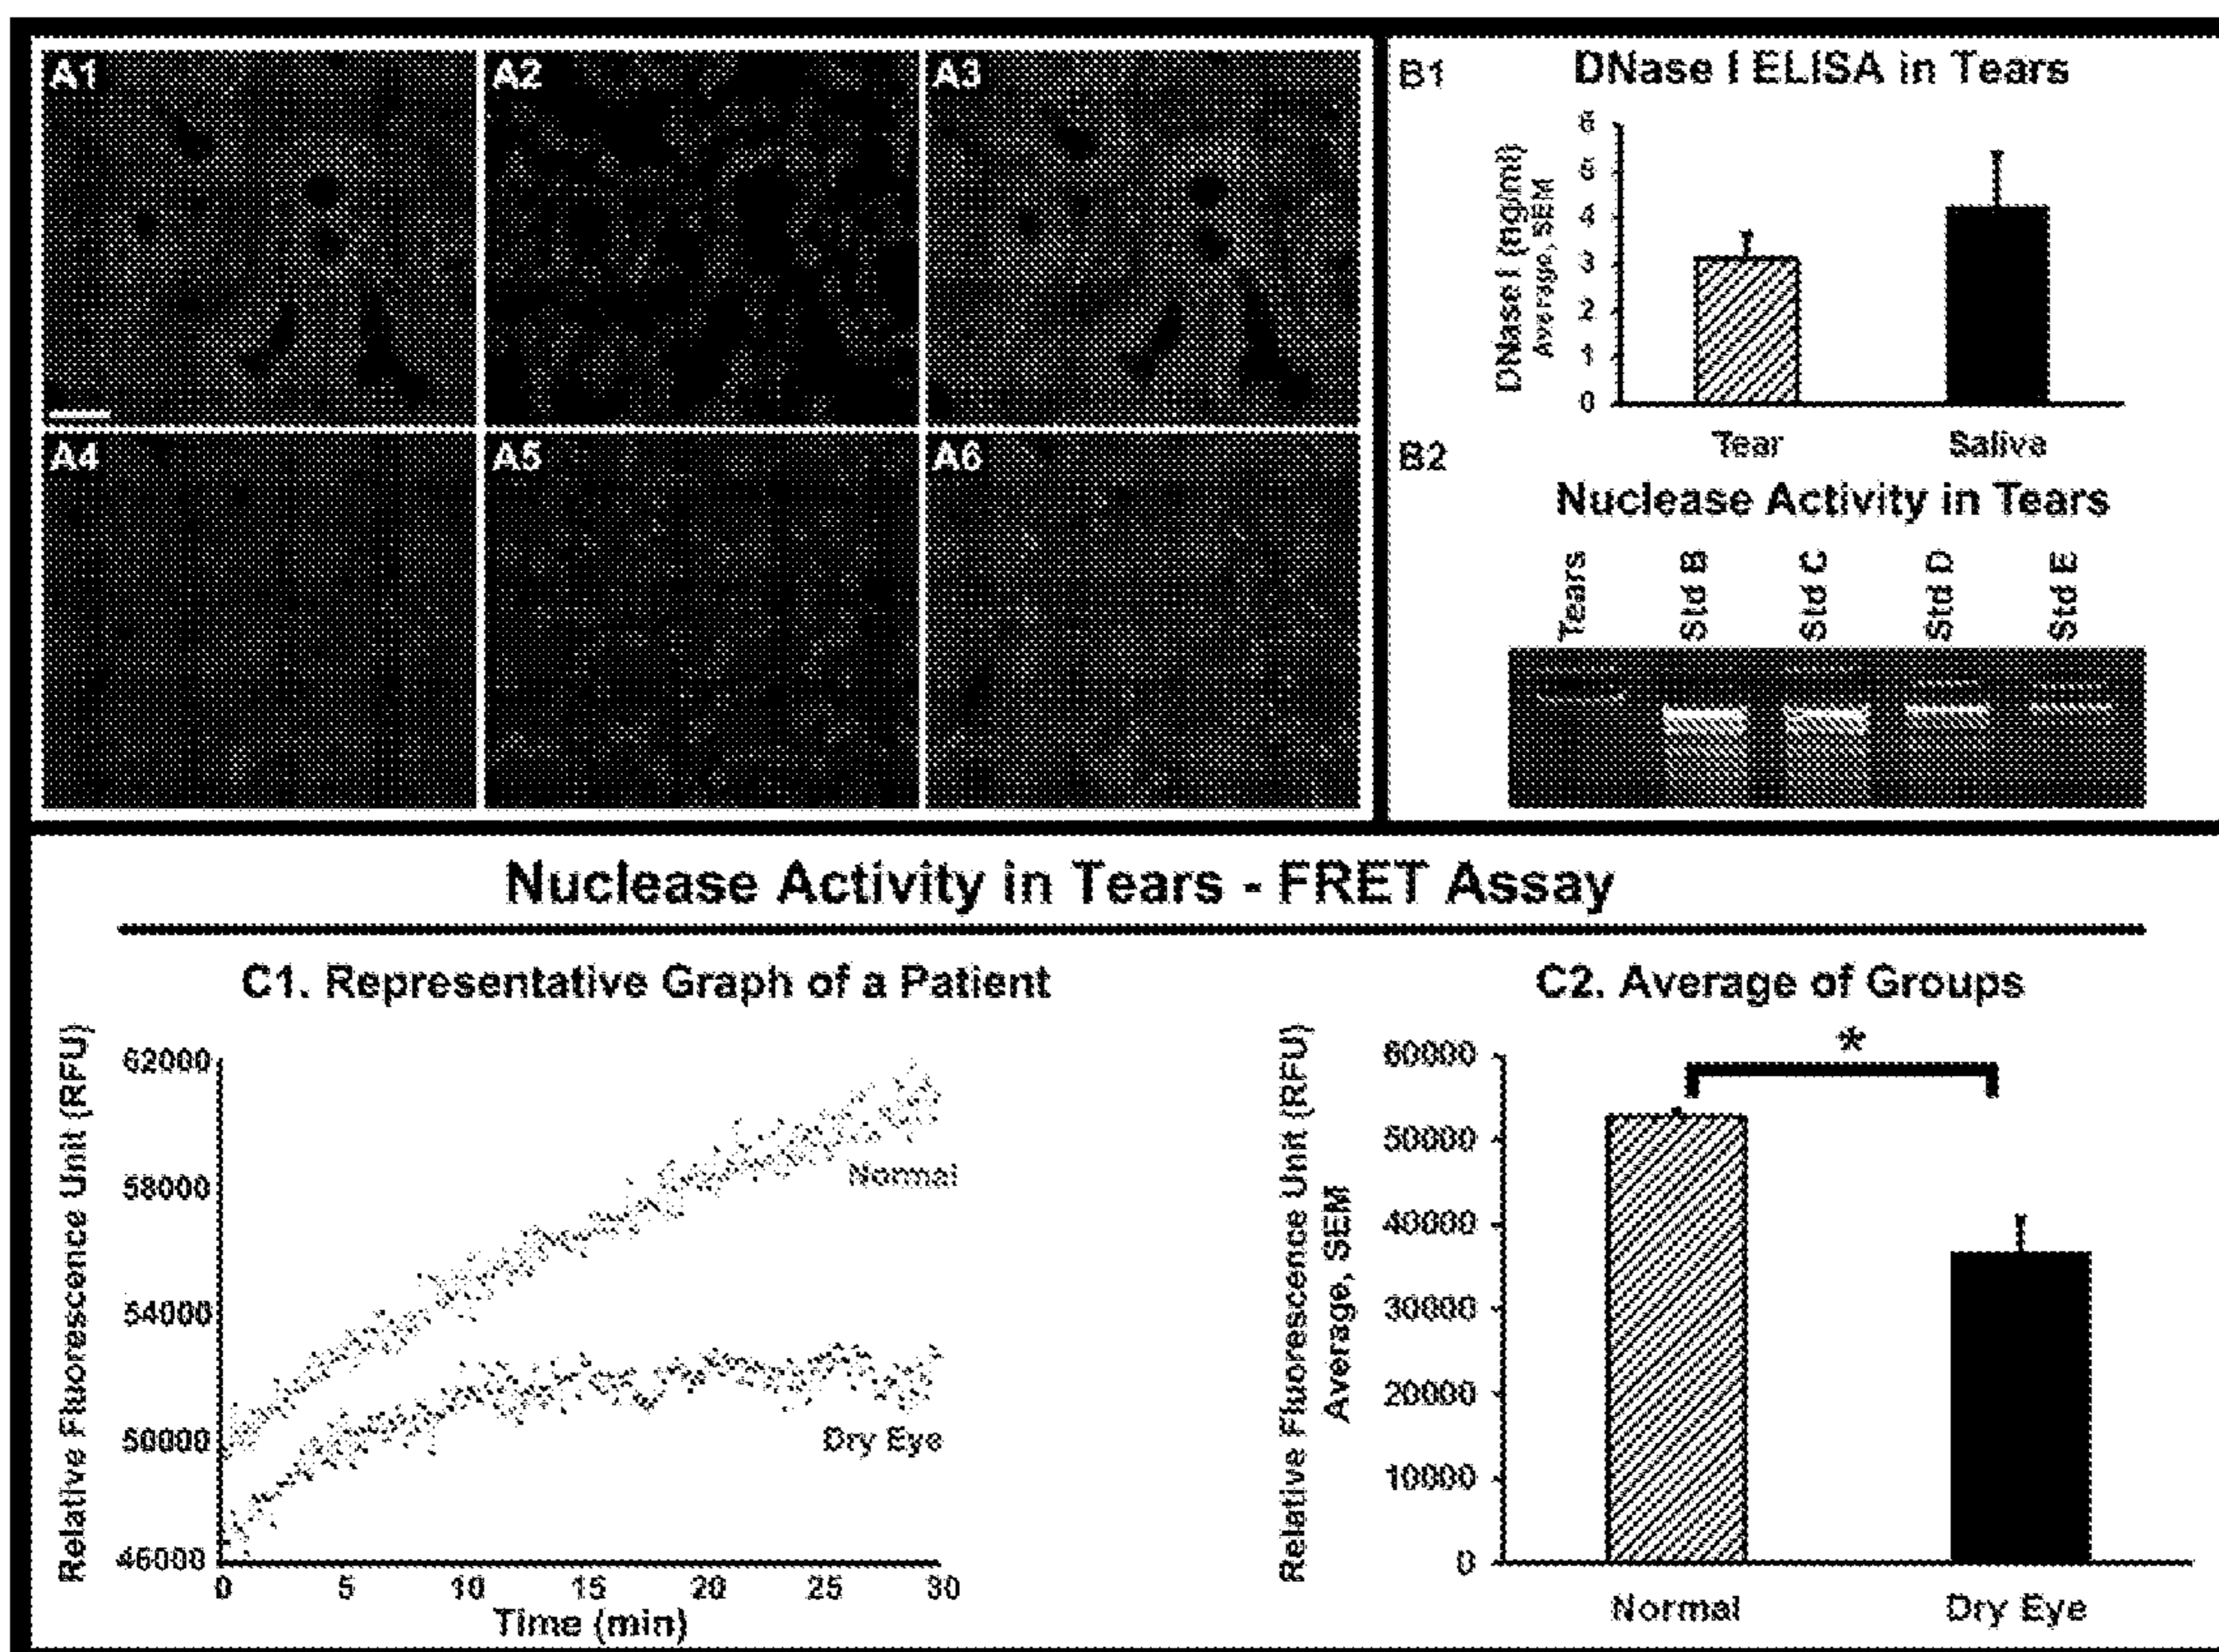 A1
A2
A3
A4
A5
A6
B1
DNase I ELISA in Tears
DNase I (ng/ml)
Average, SEM
6
5
4
3
2
1
0
Tear
Saliva
B2
Nuclease Activity in Tears
Tears
Std B
Std C
Std D
Std E
Nuclease Activity in Tears - FRET Assay
C1. Representative Graph of a Patient
Relative Fluorescence Unit (RFU)
62000
58000
54000
50000
46000
0 5 10 15 20 25 30
Time (min)
Normal
Dry Eye
C2. Average of Groups
Relative Fluorescence Unit (RFU)
Average, SEM
60000
50000
40000
30000
20000
10000
0
*
Normal
Dry Eye